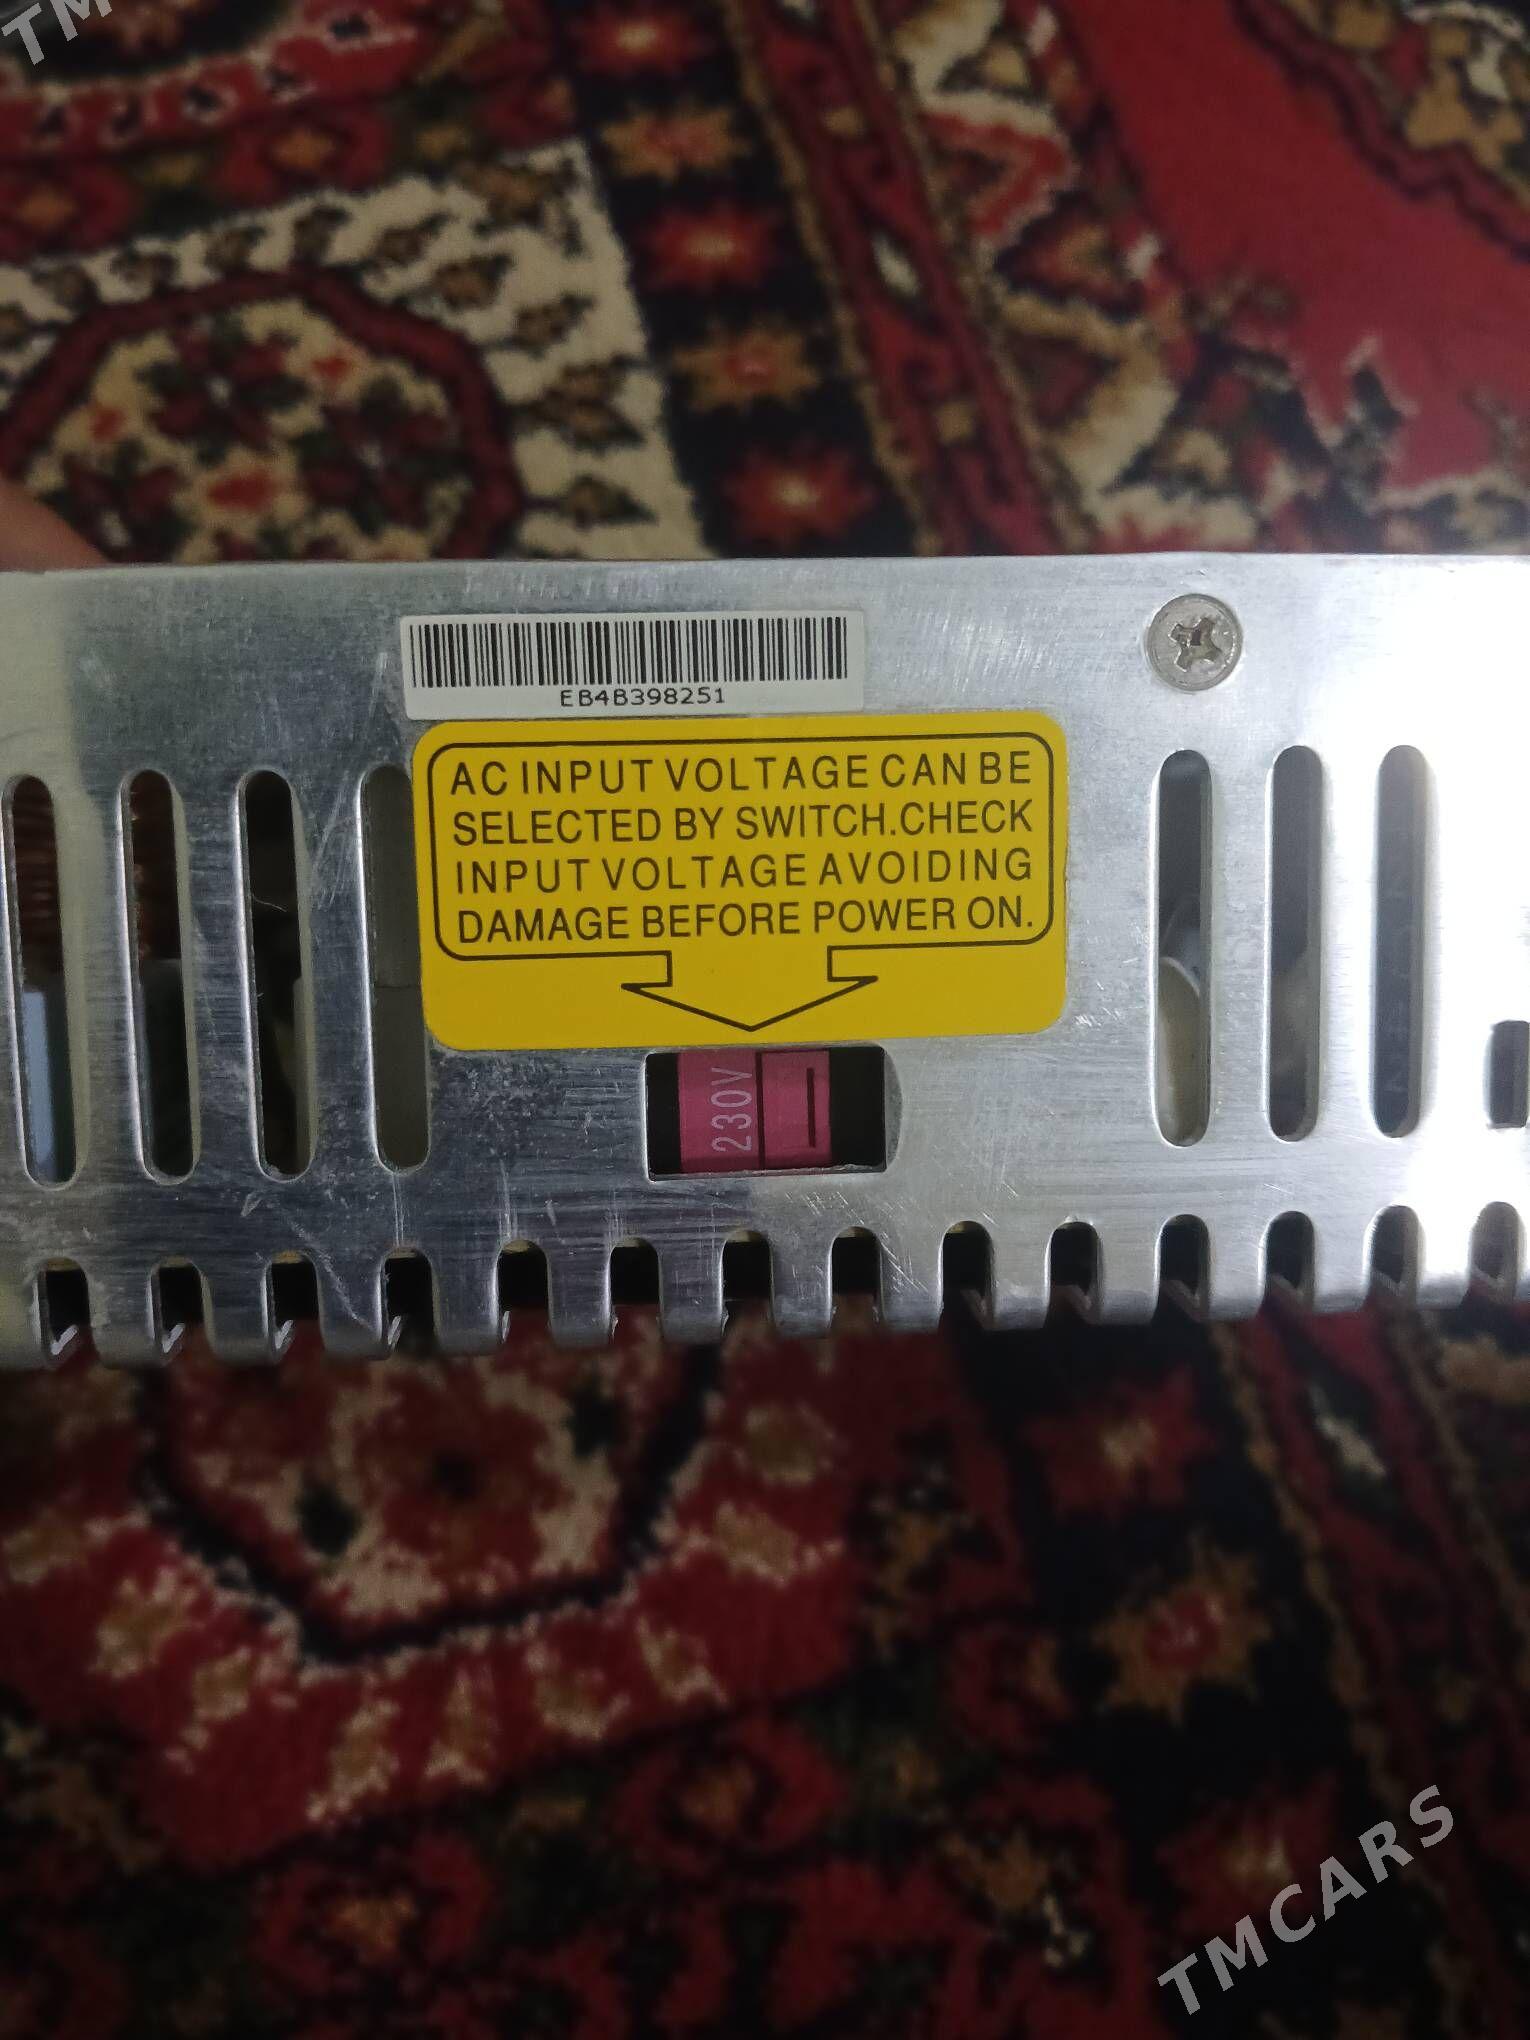 TM
EB4B398251
AC INPUT VOLTAGE CAN BE
SELECTED BY SWITCH.CHECK
INPUT VOLTAGE AVOIDING
DAMAGE BEFORE POWER ON.
230V
TMCARS